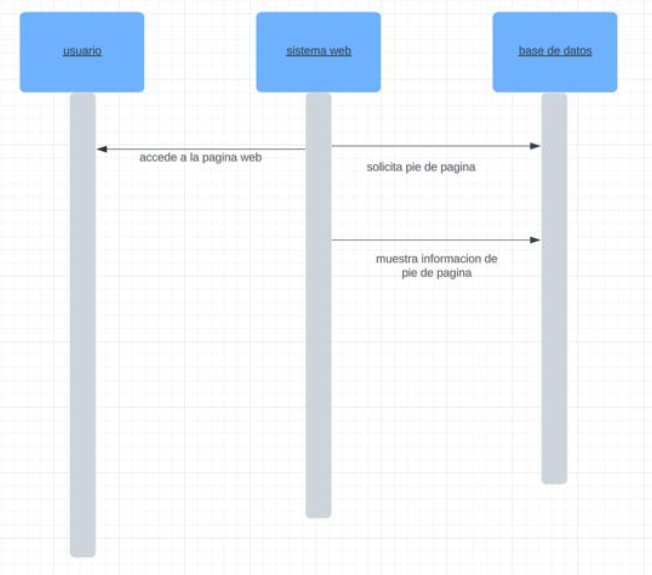 usuario
sistema web
base de datos
accede a la pagina web
solicita pie de pagina
muestra informacion de
pie de pagina